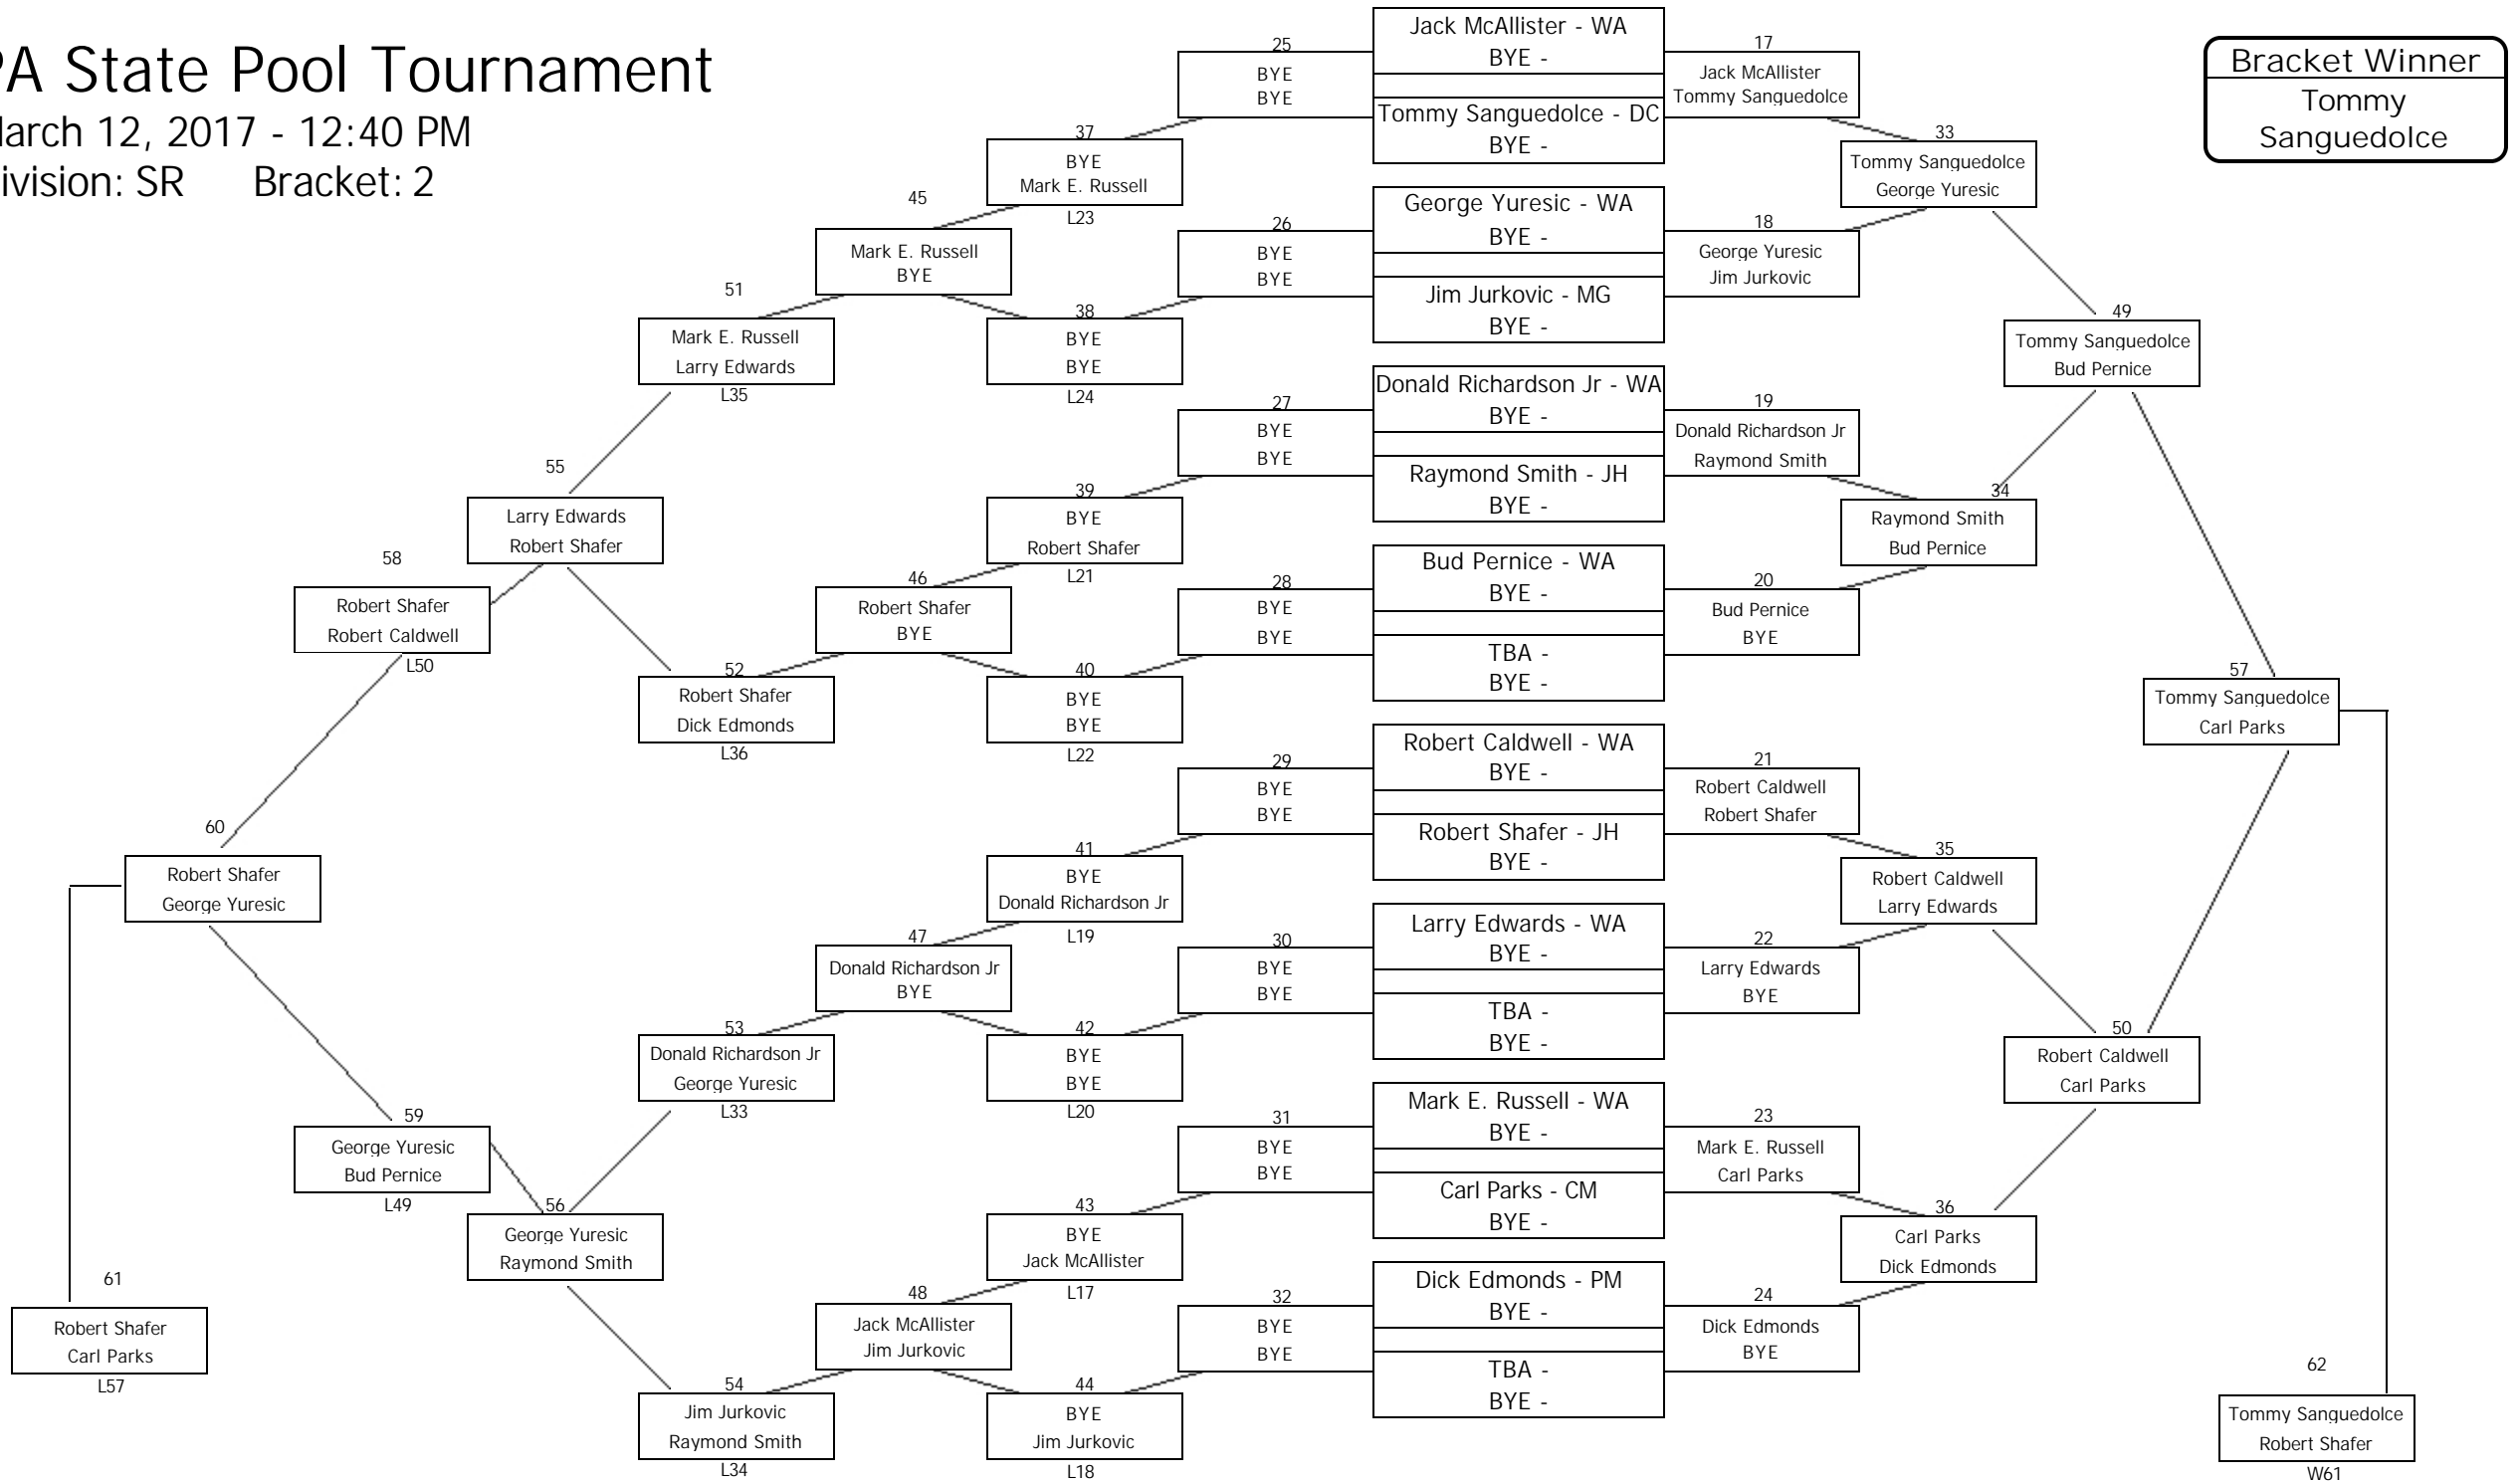 PA State Pool Tournament
March 12, 2017 - 12:40 PM
ivision: SR Bracket: 2
Bracket Winner
Tommy
Sanguedolce
61
Robert Shafer
Carl Parks
L57
60
Robert Shafer
George Yuresic
58
Robert Shafer
Robert Caldwell
L50
59
George Yuresic
Bud Pernice
L49
55
Larry Edwards
Robert Shafer
56
George Yuresic
Raymond Smith
51
Mark E. Russell
Larry Edwards
L35
52
Robert Shafer
Dick Edmonds
L36
53
Donald Richardson Jr
George Yuresic
L33
54
Jim Jurkovic
Raymond Smith
L34
45
Mark E. Russell
BYE
46
Robert Shafer
BYE
47
Donald Richardson Jr
BYE
48
Jack McAllister
Jim Jurkovic
37
BYE
Mark E. Russell
L23
38
BYE
BYE
L24
39
BYE
Robert Shafer
L21
40
BYE
BYE
L22
41
BYE
Donald Richardson Jr
L19
42
BYE
BYE
L20
43
BYE
Jack McAllister
L17
44
BYE
Jim Jurkovic
L18
25
BYE
BYE
26
BYE
BYE
27
BYE
BYE
28
BYE
BYE
29
BYE
BYE
30
BYE
BYE
31
BYE
BYE
32
BYE
BYE
Jack McAllister - WA
BYE -
Tommy Sanguedolce - DC
BYE -
George Yuresic - WA
BYE -
Jim Jurkovic - MG
BYE -
Donald Richardson Jr - WA
BYE -
Raymond Smith - JH
BYE -
Bud Pernice - WA
BYE -
TBA -
BYE -
Robert Caldwell - WA
BYE -
Robert Shafer - JH
BYE -
Larry Edwards - WA
BYE -
TBA -
BYE -
Mark E. Russell - WA
BYE -
Carl Parks - CM
BYE -
Dick Edmonds - PM
BYE -
TBA -
BYE -
17
Jack McAllister
Tommy Sanguedolce
18
George Yuresic
Jim Jurkovic
19
Donald Richardson Jr
Raymond Smith
20
Bud Pernice
BYE
21
Robert Caldwell
Robert Shafer
22
Larry Edwards
BYE
23
Mark E. Russell
Carl Parks
24
Dick Edmonds
BYE
33
Tommy Sanguedolce
George Yuresic
34
Raymond Smith
Bud Pernice
35
Robert Caldwell
Larry Edwards
36
Carl Parks
Dick Edmonds
49
Tommy Sanguedolce
Bud Pernice
50
Robert Caldwell
Carl Parks
57
Tommy Sanguedolce
Carl Parks
62
Tommy Sanguedolce
Robert Shafer
W61